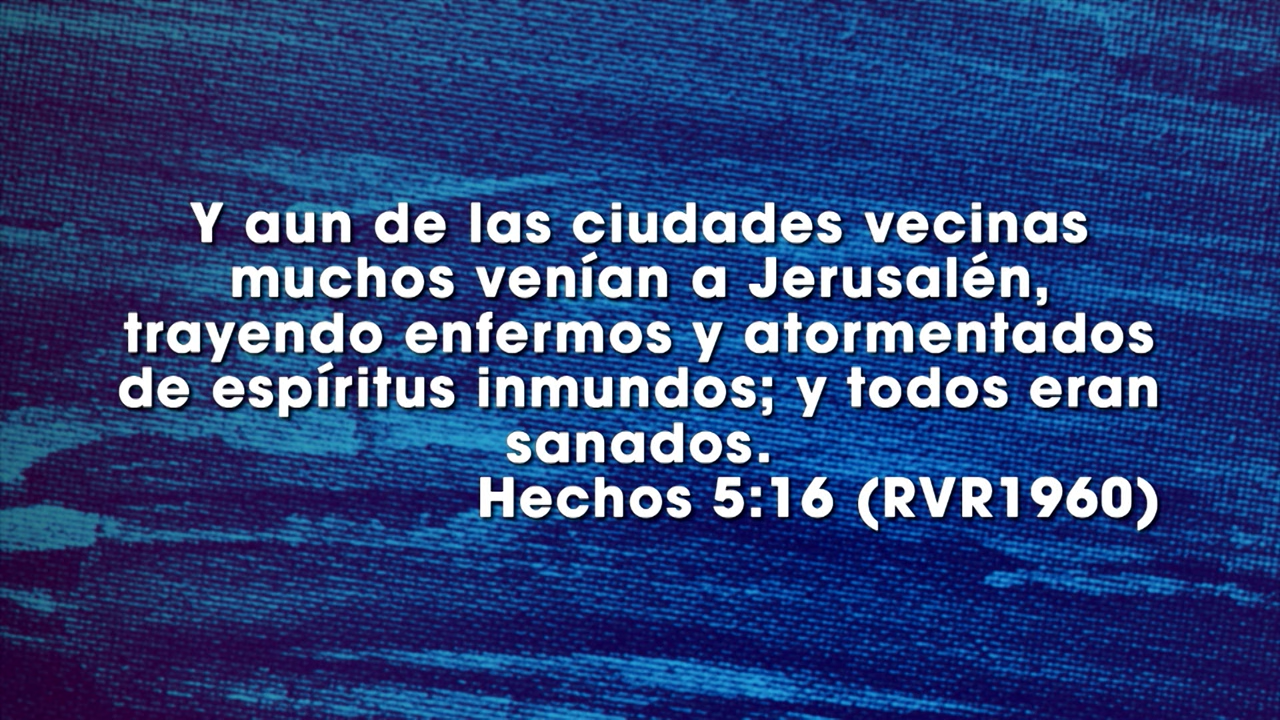 Y aun de las ciudades vecinas
muchos venían a Jerusalén,
trayendo enfermos y atormentados
de espíritus inmundos; y todos eran
sanados.
Hechos 5:16 (RVR1960)